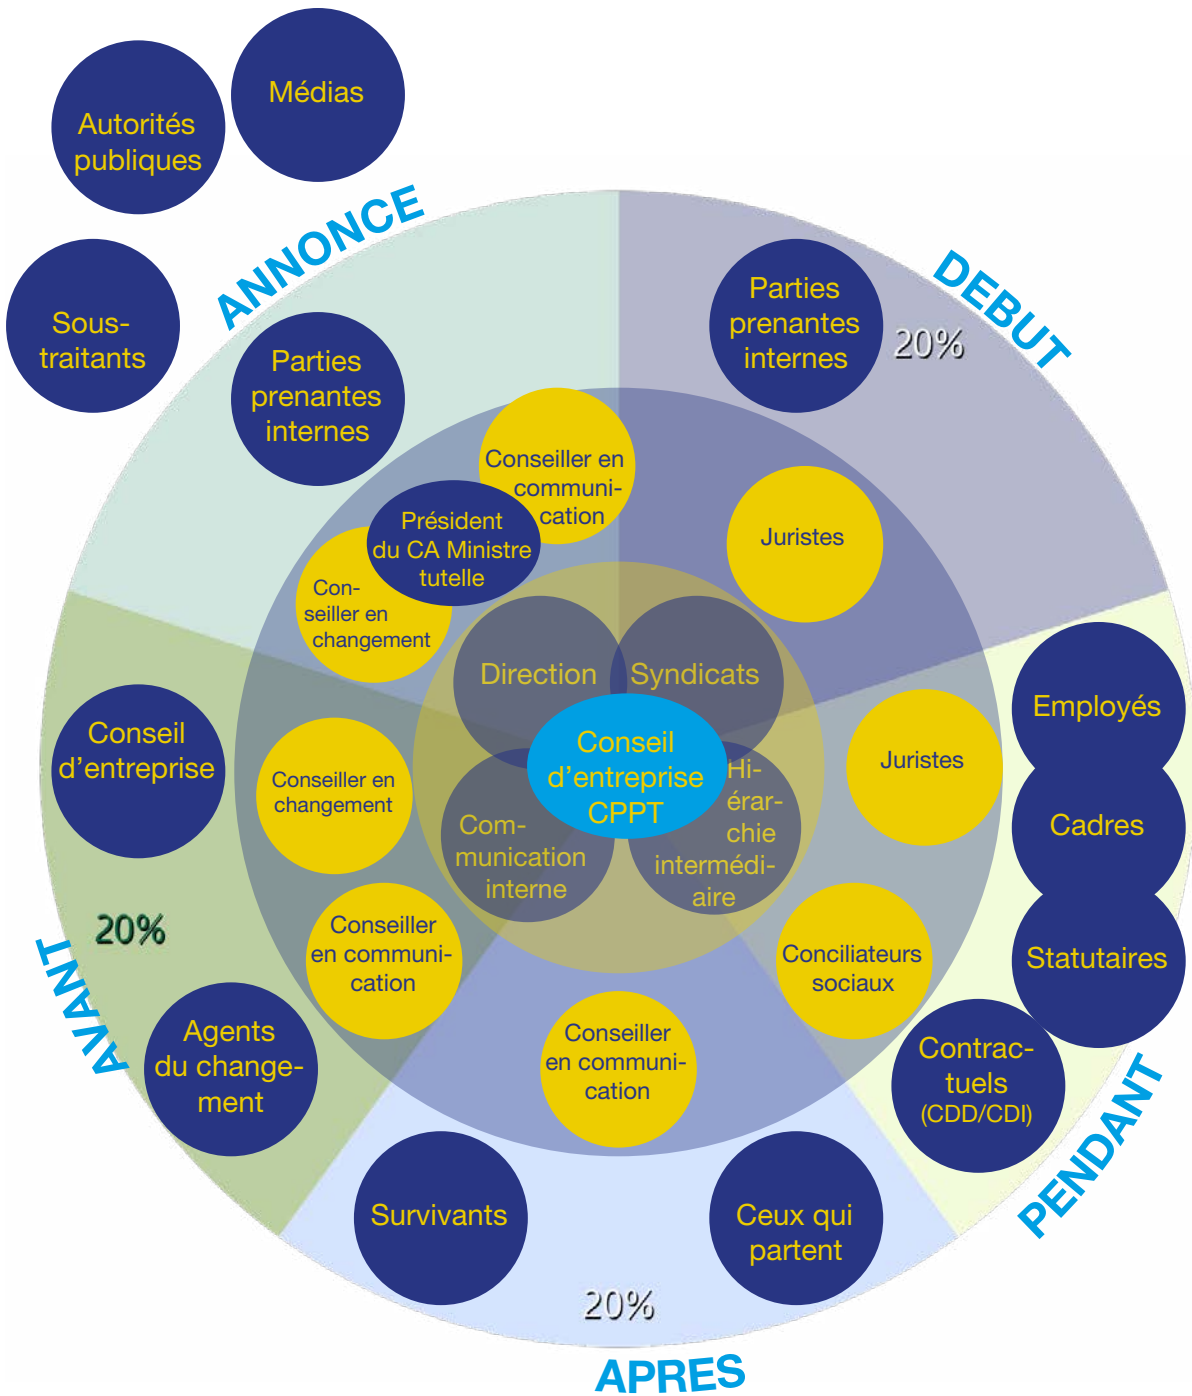 Médias
Autorités
publiques
ANNONCE
Sous-
traitants
Parties
prenantes
internes
DEBUT
Parties
prenantes
internes
20%
Conseiller en
communi-
cation
Président
du CA Ministre
tutelle
Con-
seiller en
changement
Juristes
Direction
Syndicats
Conseil
d'entreprise
CPPT
Com-
munication
interne
Hi-
érar-
chie
intermédi-
aire
Juristes
Employés
Cadres
Statutaires
Contrac-
tuels
(CDD/CDI)
PENDANT
Conciliateurs
sociaux
Conseil
d'entreprise
Conseiller en
changement
Conseiller
en communi-
cation
20%
AVANT
Agents
du change-
ment
Conseiller
en communi-
cation
Survivants
Ceux qui
partent
20%
APRES